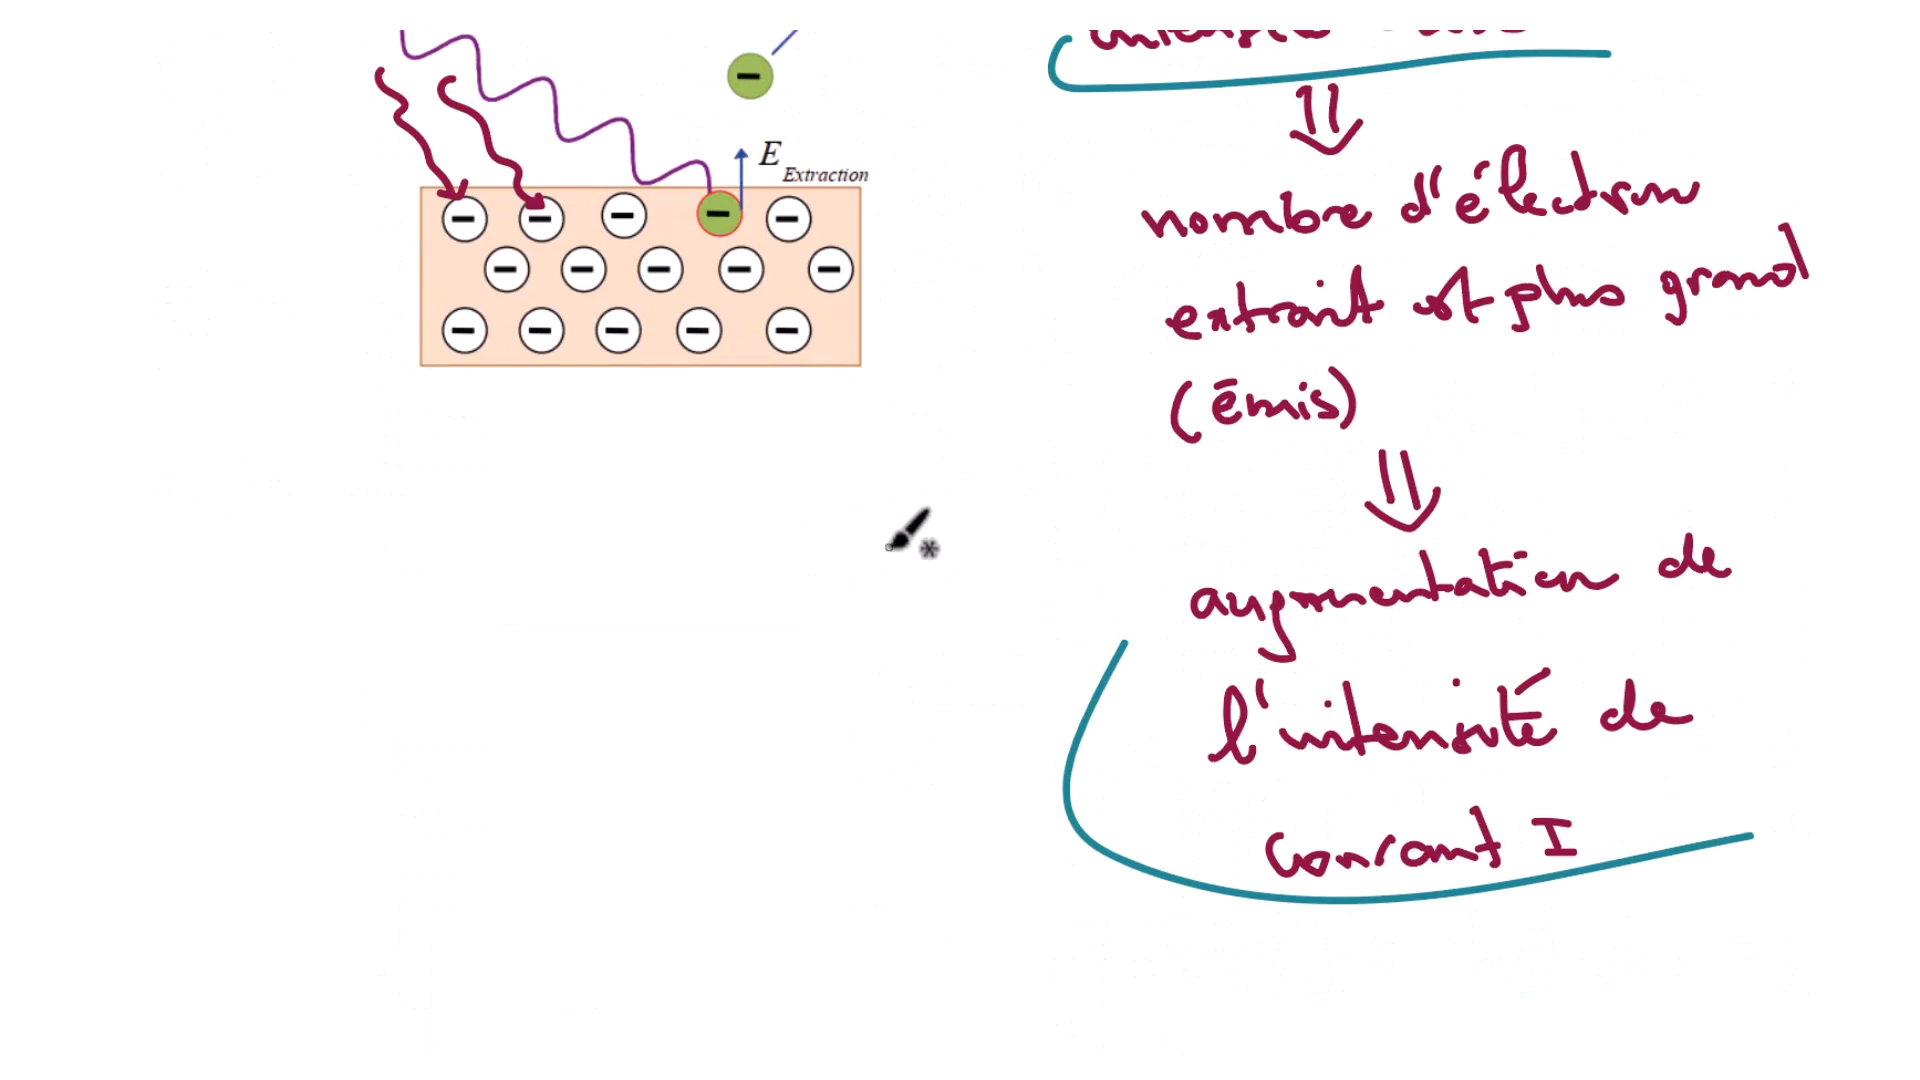 E
Extraction
nombre d'électron
extrait est plus grand
(émis)
augmentation de
l'intensité de
courant I